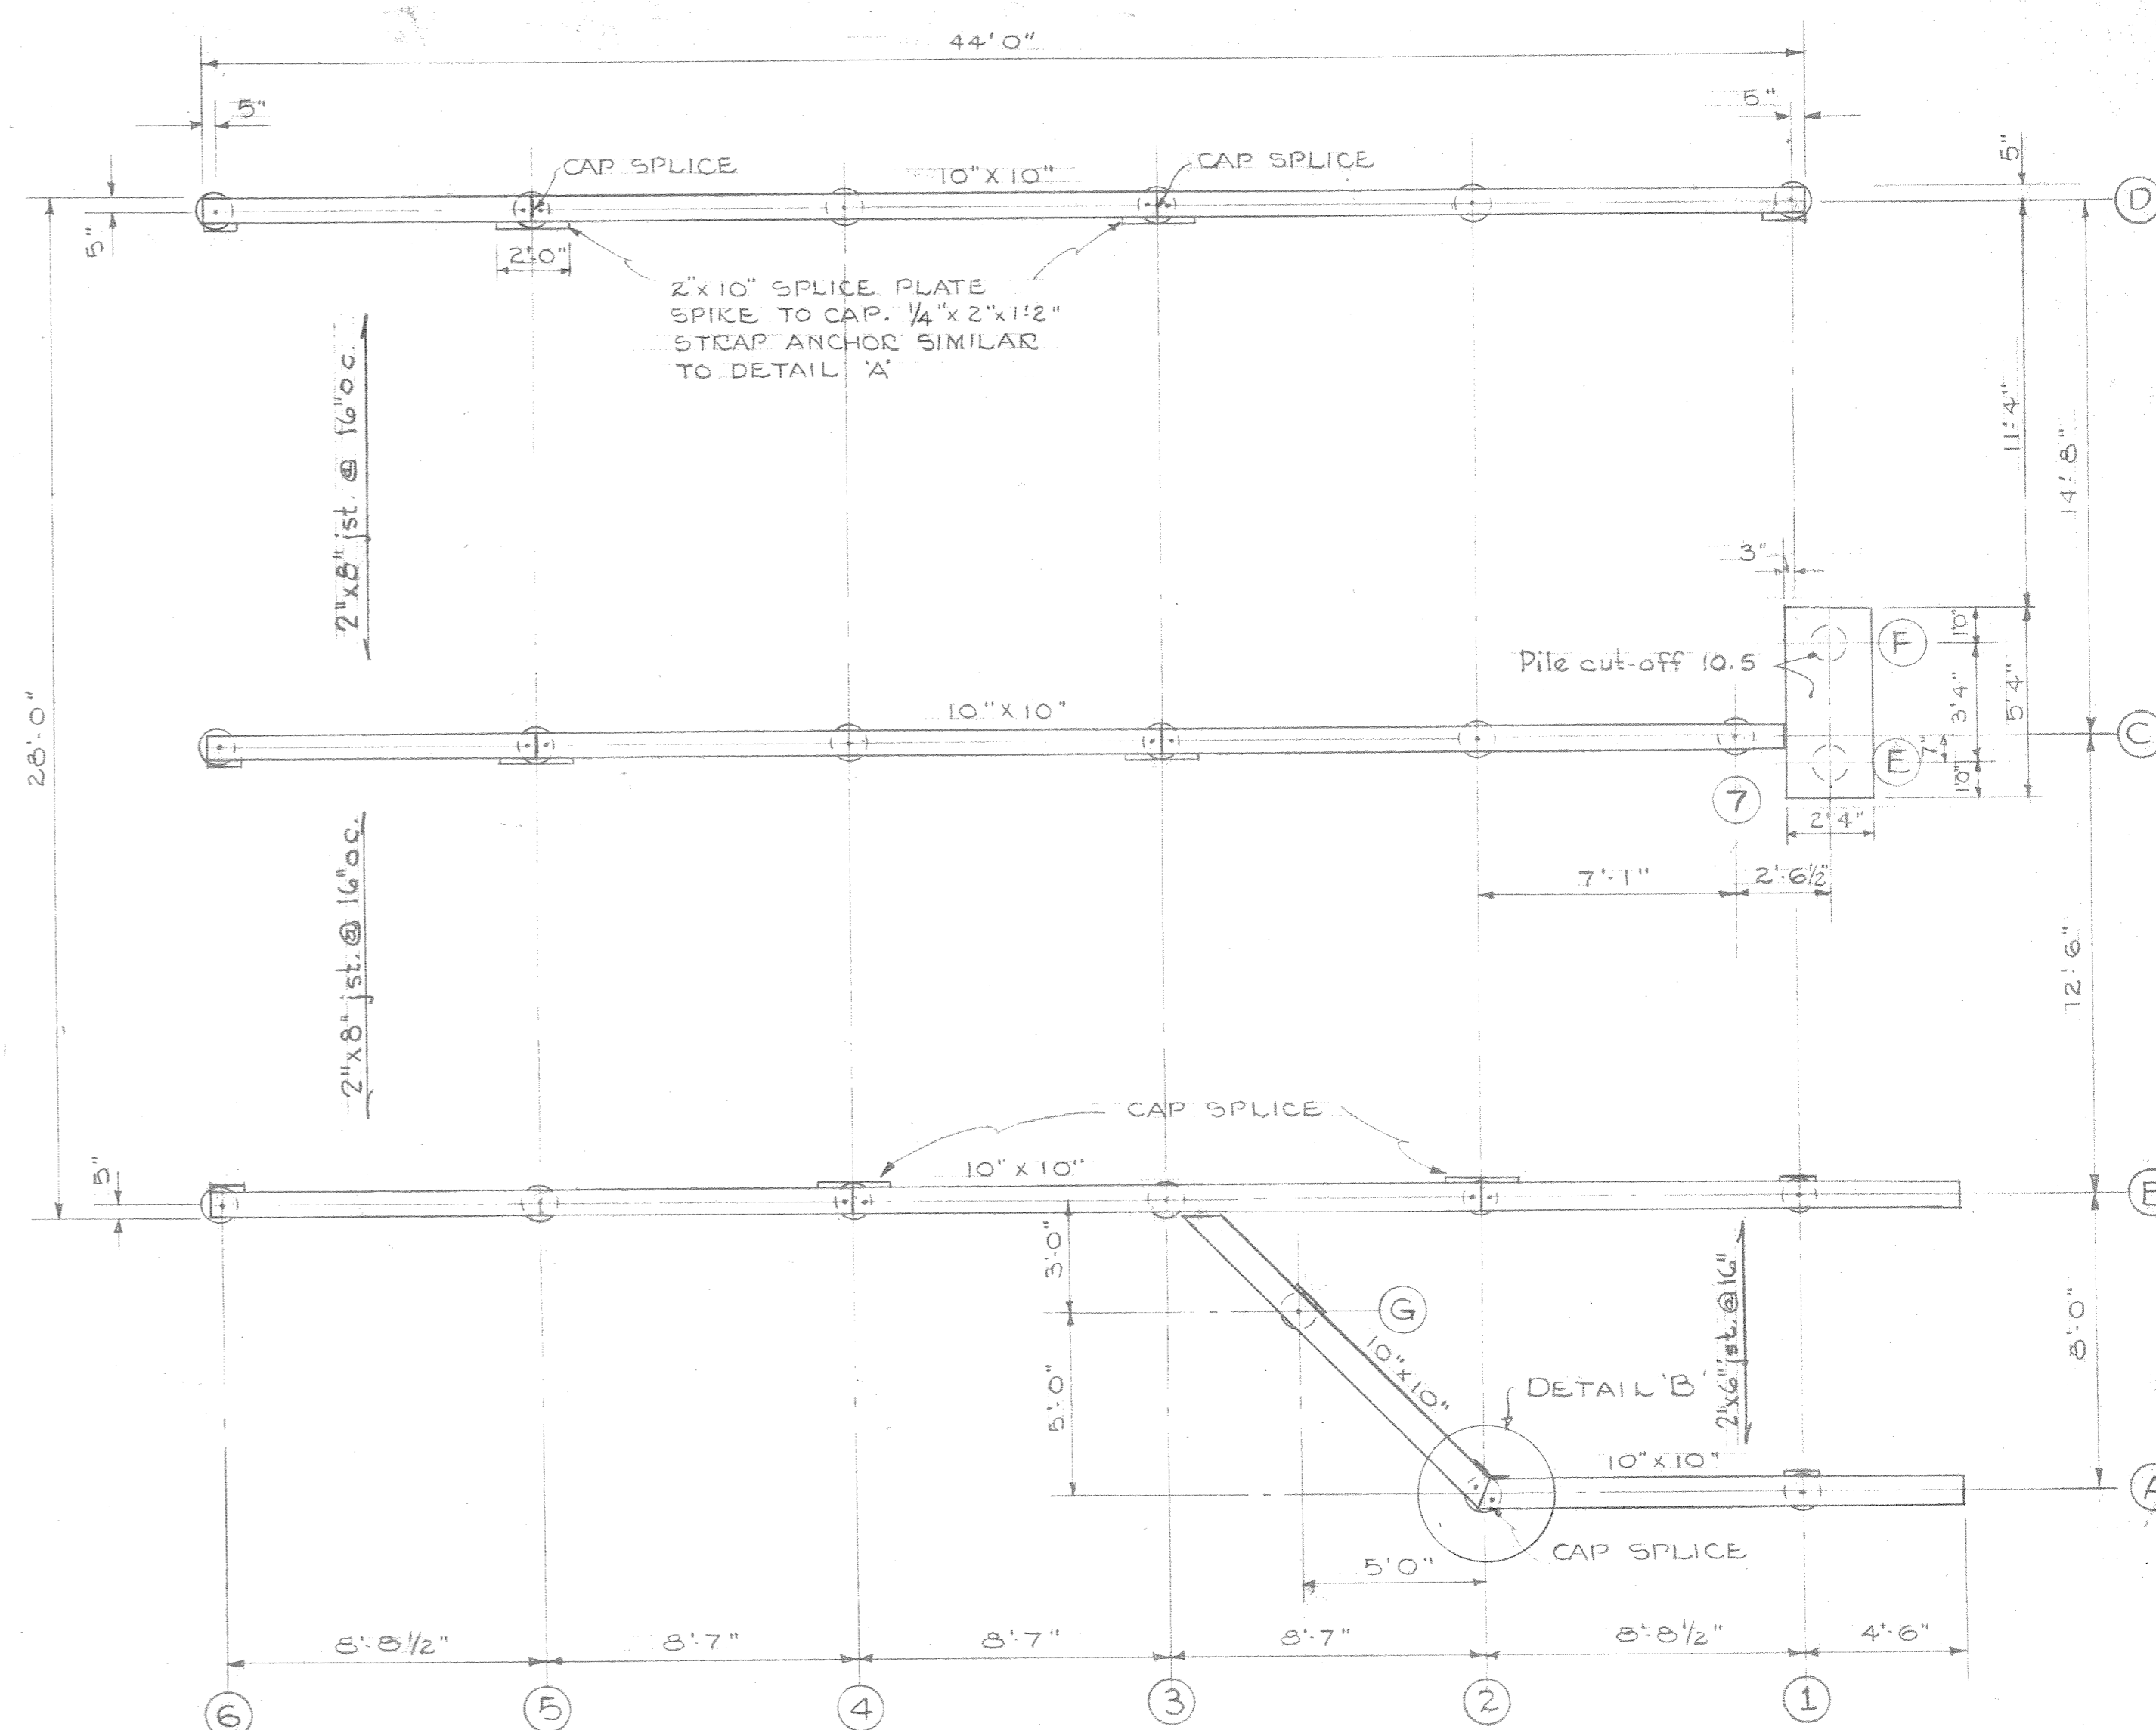 44'0"
5"
5"
CAP SPLICE
10"X10"
CAP SPLICE
5"
D
5"
2'-0"
2"x10" SPLICE PLATE
SPIKE TO CAP. 1/4"x2"x1'-2"
STRAP ANCHOR SIMILAR
TO DETAIL 'A'
2"x8" jst. @ 16"oc.
11'-4"
14'-8"
3"
28'-0"
Pile cut-off 10.5
F
1'0"
3'4"
5'4"
10"X10"
C
7"
E
1'0"
7
2'4"
7'-1"
2'-6 1/2"
2"x8" jst. @ 16"oc.
12'-6"
CAP SPLICE
5"
10"X10"
3'-0"
G
2"x6" jst. @ 16"
8'-0"
10"x10"
5'-0"
DETAIL 'B'
10"x10"
A
CAP SPLICE
5'0"
8'-8 1/2"
8'-7"
8'-7"
8'-7"
8'-8 1/2"
4'-6"
6
5
4
3
2
1